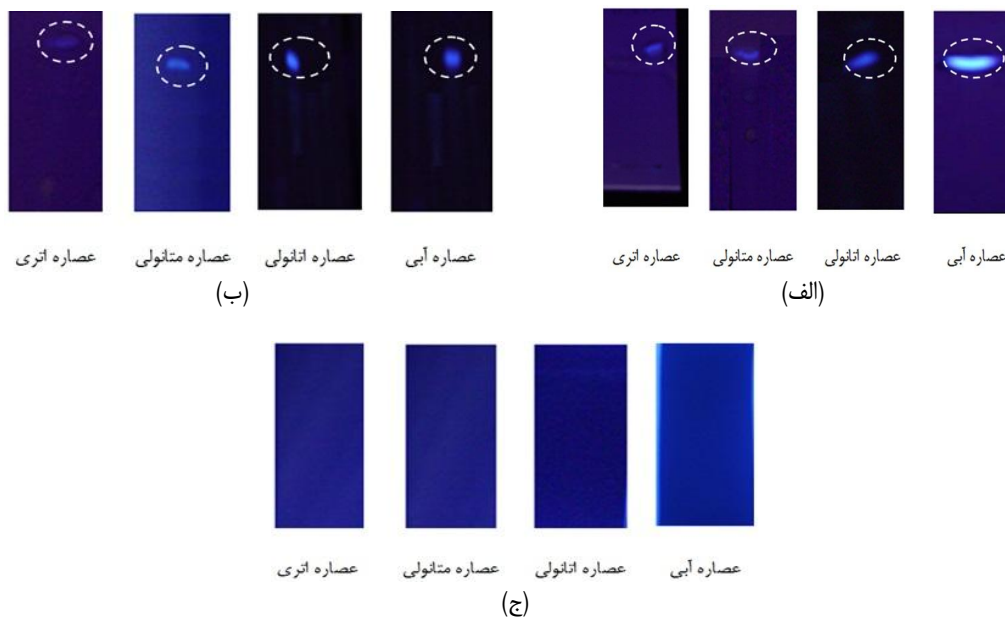 عصاره آبی
عصاره اتانولی
عصاره متانولی
عصاره اتری
(الف)
عصاره آبی
عصاره اتانولی
عصاره متانولی
عصاره اتری
(ب)
عصاره آبی
عصاره اتانولی
عصاره متانولی
عصاره اتری
(ج)